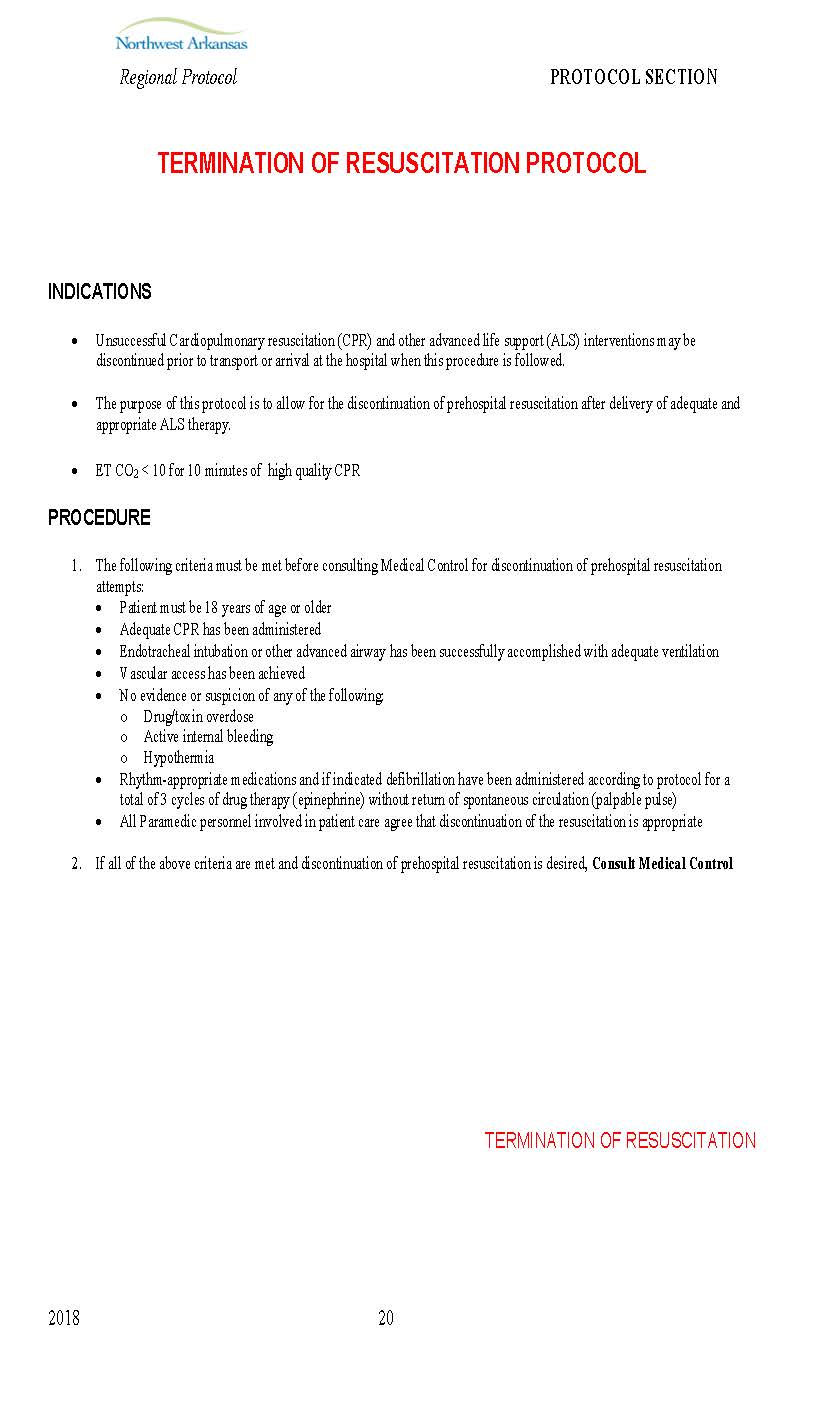 Northwest Arkansas
Regional Protocol PROTOCOL SECTION
TERMINATION OF RESUSCITATION PROTOCOL
INDICATIONS
• Unsuccessful Cardiopulmonary resuscitation (CPR) and other advanced life support (ALS) interventions may be
discontinued prior to transport or arrival at the hospital when this procedure is followed.
• The purpose of this protocol is to allow for the discontinuation of prehospital resuscitation after delivery of adequate and
appropriate ALS therapy.
• ET CO₂ < 10 for 10 minutes of high quality CPR
PROCEDURE
1. The following criteria must be met before consulting Medical Control for discontinuation of prehospital resuscitation
attempts:
• Patient must be 18 years of age or older
• Adequate CPR has been administered
• Endotracheal intubation or other advanced airway has been successfully accomplished with adequate ventilation
• Vascular access has been achieved
• No evidence or suspicion of any of the following:
o Drug/toxin overdose
o Active internal bleeding
o Hypothermia
• Rhythm-appropriate medications and if indicated defibrillation have been administered according to protocol for a
total of 3 cycles of drug therapy (epinephrine) without return of spontaneous circulation (palpable pulse)
• All Paramedic personnel involved in patient care agree that discontinuation of the resuscitation is appropriate
2. If all of the above criteria are met and discontinuation of prehospital resuscitation is desired, Consult Medical Control
TERMINATION OF RESUSCITATION
2018 20